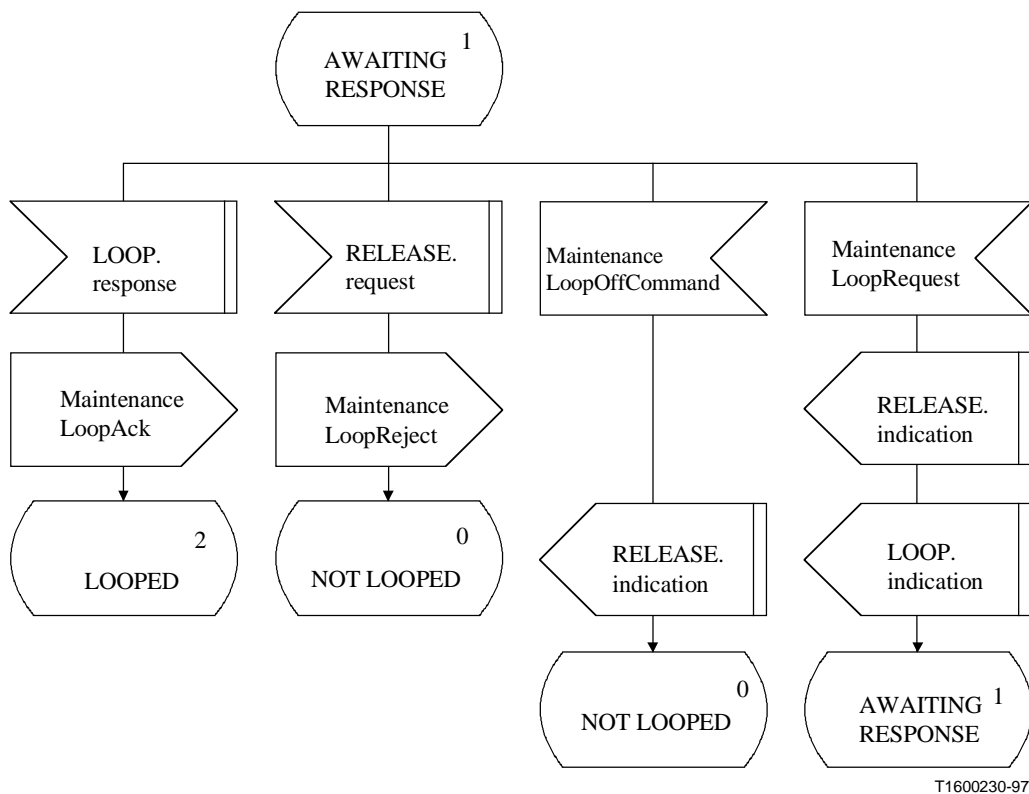 1
AWAITING
RESPONSE
LOOP.
response
RELEASE.
request
Maintenance
LoopOffCommand
Maintenance
LoopRequest
Maintenance
LoopAck
Maintenance
LoopReject
RELEASE.
indication
2
LOOPED
0
NOT LOOPED
RELEASE.
indication
LOOP.
indication
0
NOT LOOPED
1
AWAITING
RESPONSE
T1600230-97